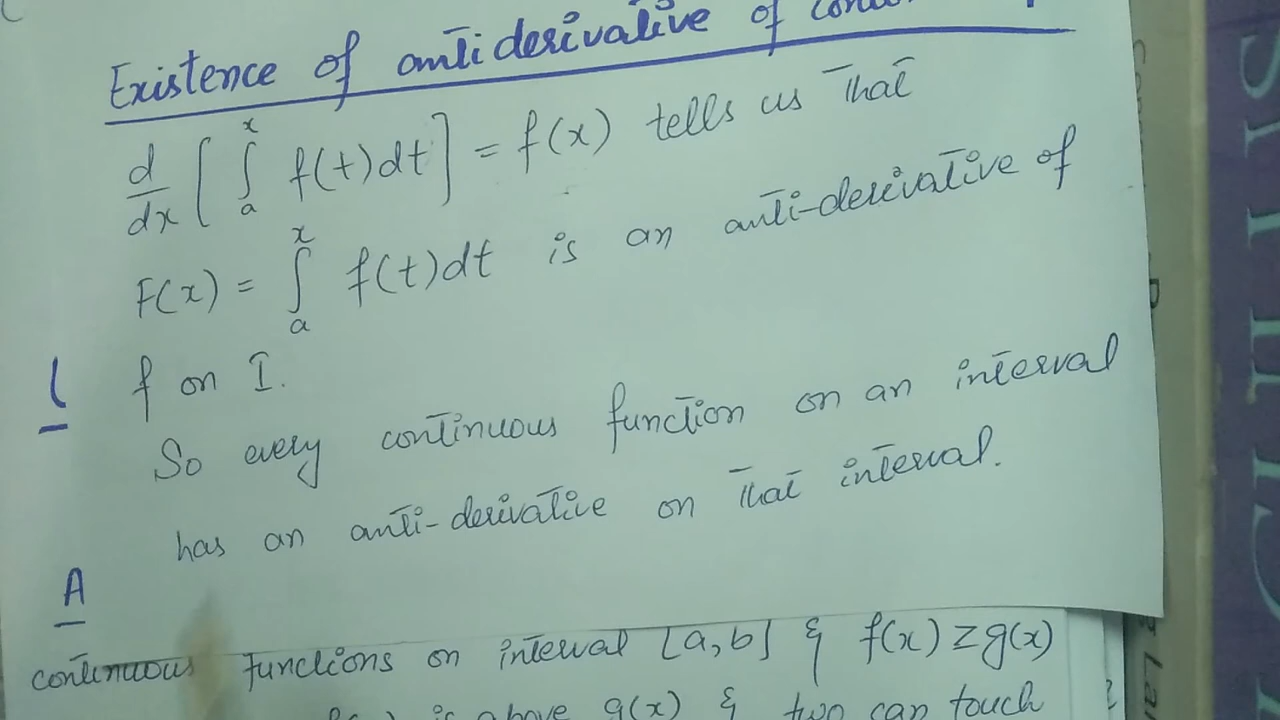 Existence of antiderivative of
d/dx [ ∫_a^x f(t)dt ] = f(x) tells us that
F(x) = ∫_a^x f(t)dt is an anti-derivative of
f on I.
So every continuous function on an interval
has an anti-derivative on that interval.
A
continuous functions on interval [a,b] & f(x) ≥ g(x)
is above g(x) & two can touch